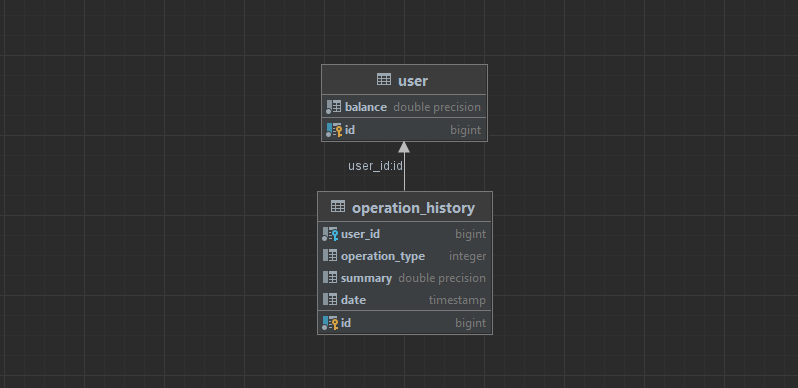 user
balance double precision
id bigint
user_id:id
operation_history
user_id bigint
operation_type integer
summary double precision
date timestamp
id bigint